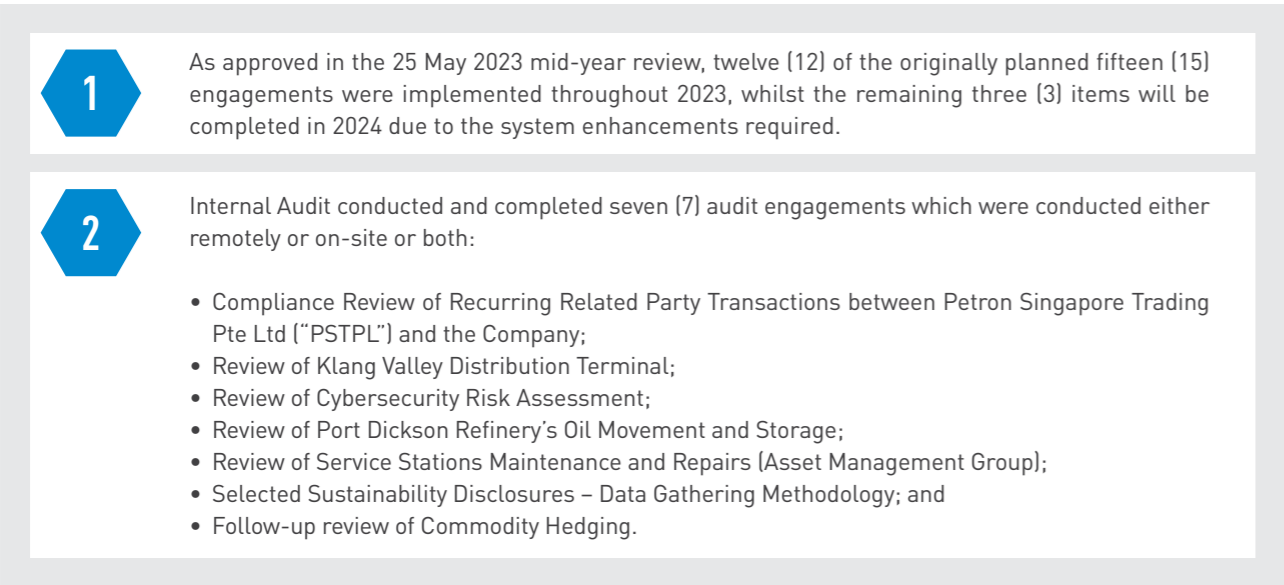 1
As approved in the 25 May 2023 mid-year review, twelve (12) of the originally planned fifteen (15)
engagements were implemented throughout 2023, whilst the remaining three (3) items will be
completed in 2024 due to the system enhancements required.
2
Internal Audit conducted and completed seven (7) audit engagements which were conducted either
remotely or on-site or both:
• Compliance Review of Recurring Related Party Transactions between Petron Singapore Trading
Pte Ltd (“PSTPL”) and the Company;
• Review of Klang Valley Distribution Terminal;
• Review of Cybersecurity Risk Assessment;
• Review of Port Dickson Refinery’s Oil Movement and Storage;
• Review of Service Stations Maintenance and Repairs (Asset Management Group);
• Selected Sustainability Disclosures – Data Gathering Methodology; and
• Follow-up review of Commodity Hedging.